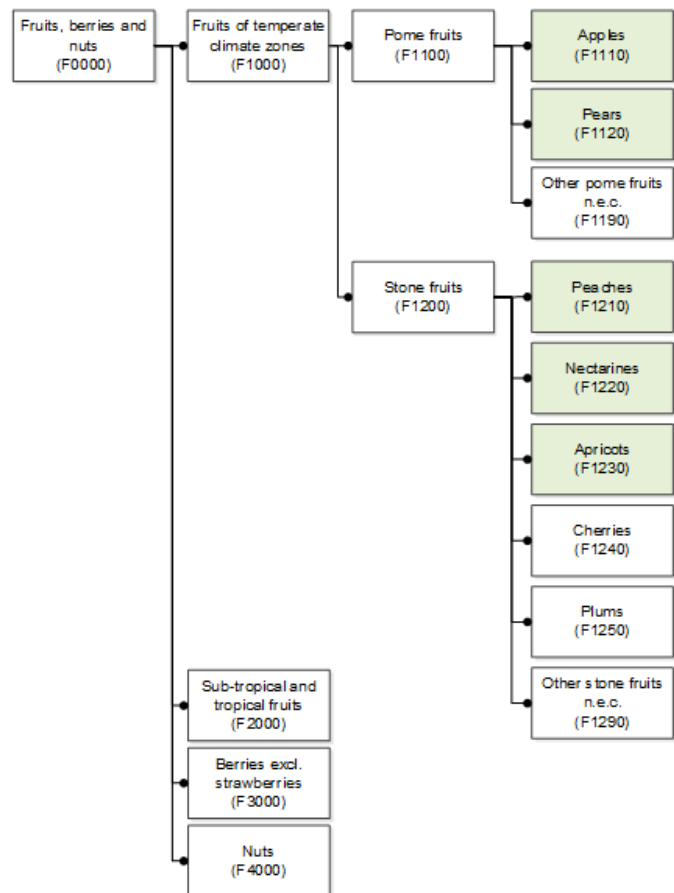 Fruits, berries and
nuts
(F0000)
Fruits of temperate
climate zones
(F1000)
Pome fruits
(F1100)
Apples
(F1110)
Pears
(F1120)
Other pome fruits
n.e.c.
(F1190)
Stone fruits
(F1200)
Peaches
(F1210)
Nectarines
(F1220)
Apricots
(F1230)
Cherries
(F1240)
Plums
(F1250)
Other stone fruits
n.e.c.
(F1290)
Sub-tropical and
tropical fruits
(F2000)
Berries excl.
strawberries
(F3000)
Nuts
(F4000)